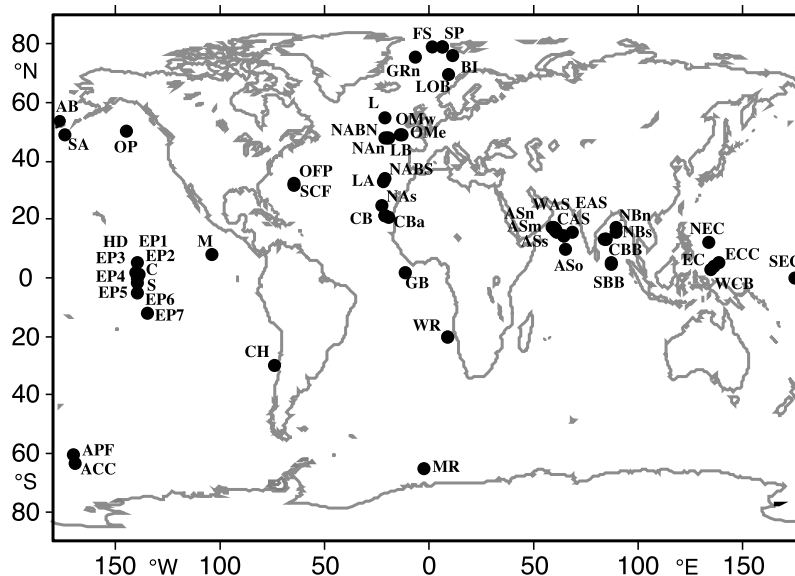 FS SP
80
°N
GRn
BI
LOB
60
AB
L
OMw
NABN
OMe
SA
OP
NAn
LB
40
OFP
NABS
LA
SCF
NAs
20
CB
CBa
WAS
EAS
ASn
CAS
NBn
ASm
NBs
ASs
CBB
NEC
ASo
SBB
EC
ECC
WCB
SEC
HD
EP1
M
EP3
EP2
0
EP4
C
S
EP5
EP6
EP7
GB
20
WR
CH
40
60
APF
ACC
MR
°S
80
150 °W 100 50 0 50 100 °E 150